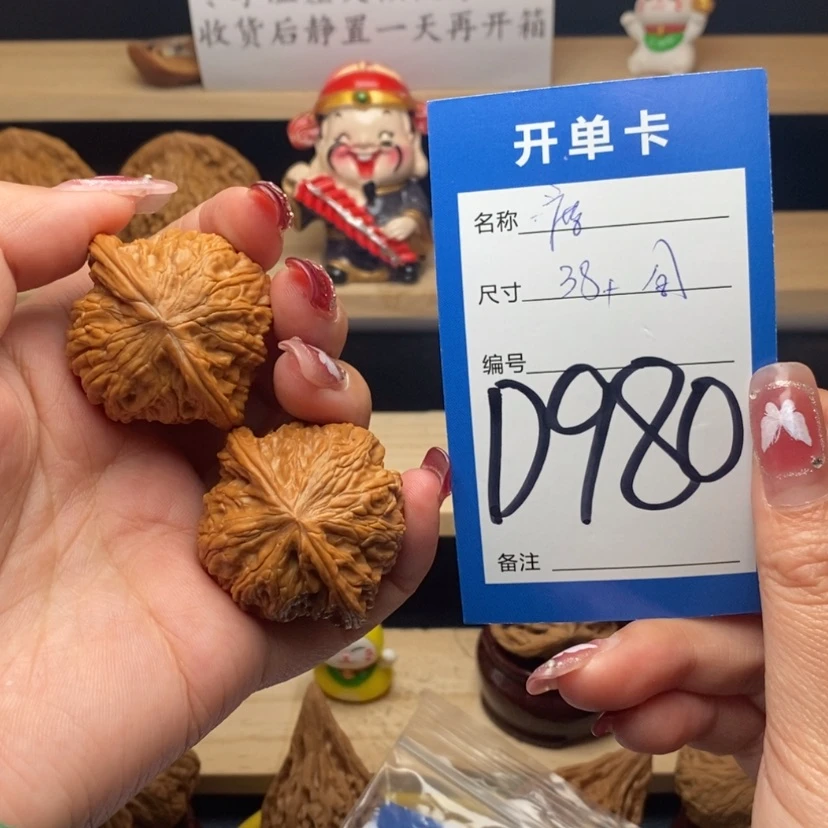 收货后静置一天再开箱
开单卡
名称
尺寸 38+
编号
D980
备注